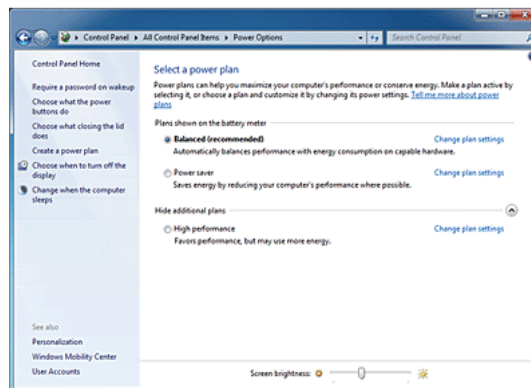 Control Panel ▸ All Control Panel Items ▸ Power Options
Search Control Panel
Control Panel Home
Require a password on wakeup
Choose what the power
buttons do
Choose what closing the lid
does
Create a power plan
Choose when to turn off the
display
Change when the computer
sleeps
See also
Personalization
Windows Mobility Center
User Accounts
Select a power plan
Power plans can help you maximize your computer's performance or conserve energy. Make a plan active by
selecting it, or choose a plan and customize it by changing its power settings. Tell me more about power
plans
Plans shown on the battery meter
Balanced (recommended) Change plan settings
Automatically balances performance with energy consumption on capable hardware.
Power saver Change plan settings
Saves energy by reducing your computer's performance where possible.
Hide additional plans
High performance Change plan settings
Favors performance, but may use more energy.
Screen brightness: